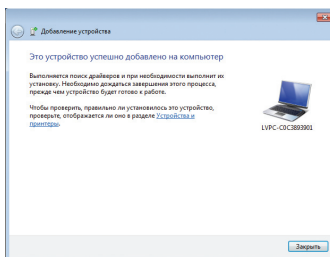 Добавление устройства
Это устройство успешно добавлено на компьютер
Выполняется поиск драйверов и при необходимости выполнит их
установку. Необходимо дождаться завершения этого процесса,
прежде чем устройство будет готово к работе.
Чтобы проверить, правильно ли установилось это устройство,
проверьте, отображается ли оно в разделе Устройства и
принтеры.
LVPC-C0C3893901
Закрыть